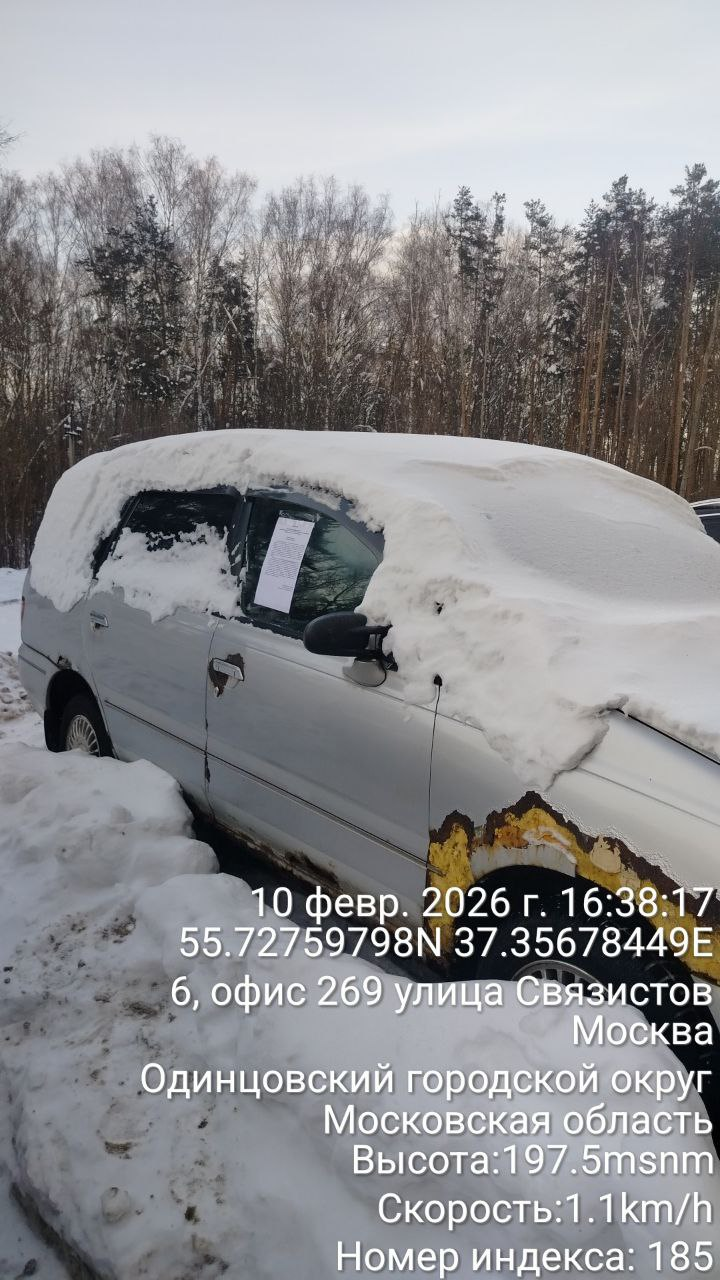 10 февр. 2026 г. 16:38:17
55.72759798N 37.35678449E
6, офис 269 улица Связистов
Москва
Одинцовский городской округ
Московская область
Высота:197.5msnm
Скорость:1.1km/h
Номер индекса: 185